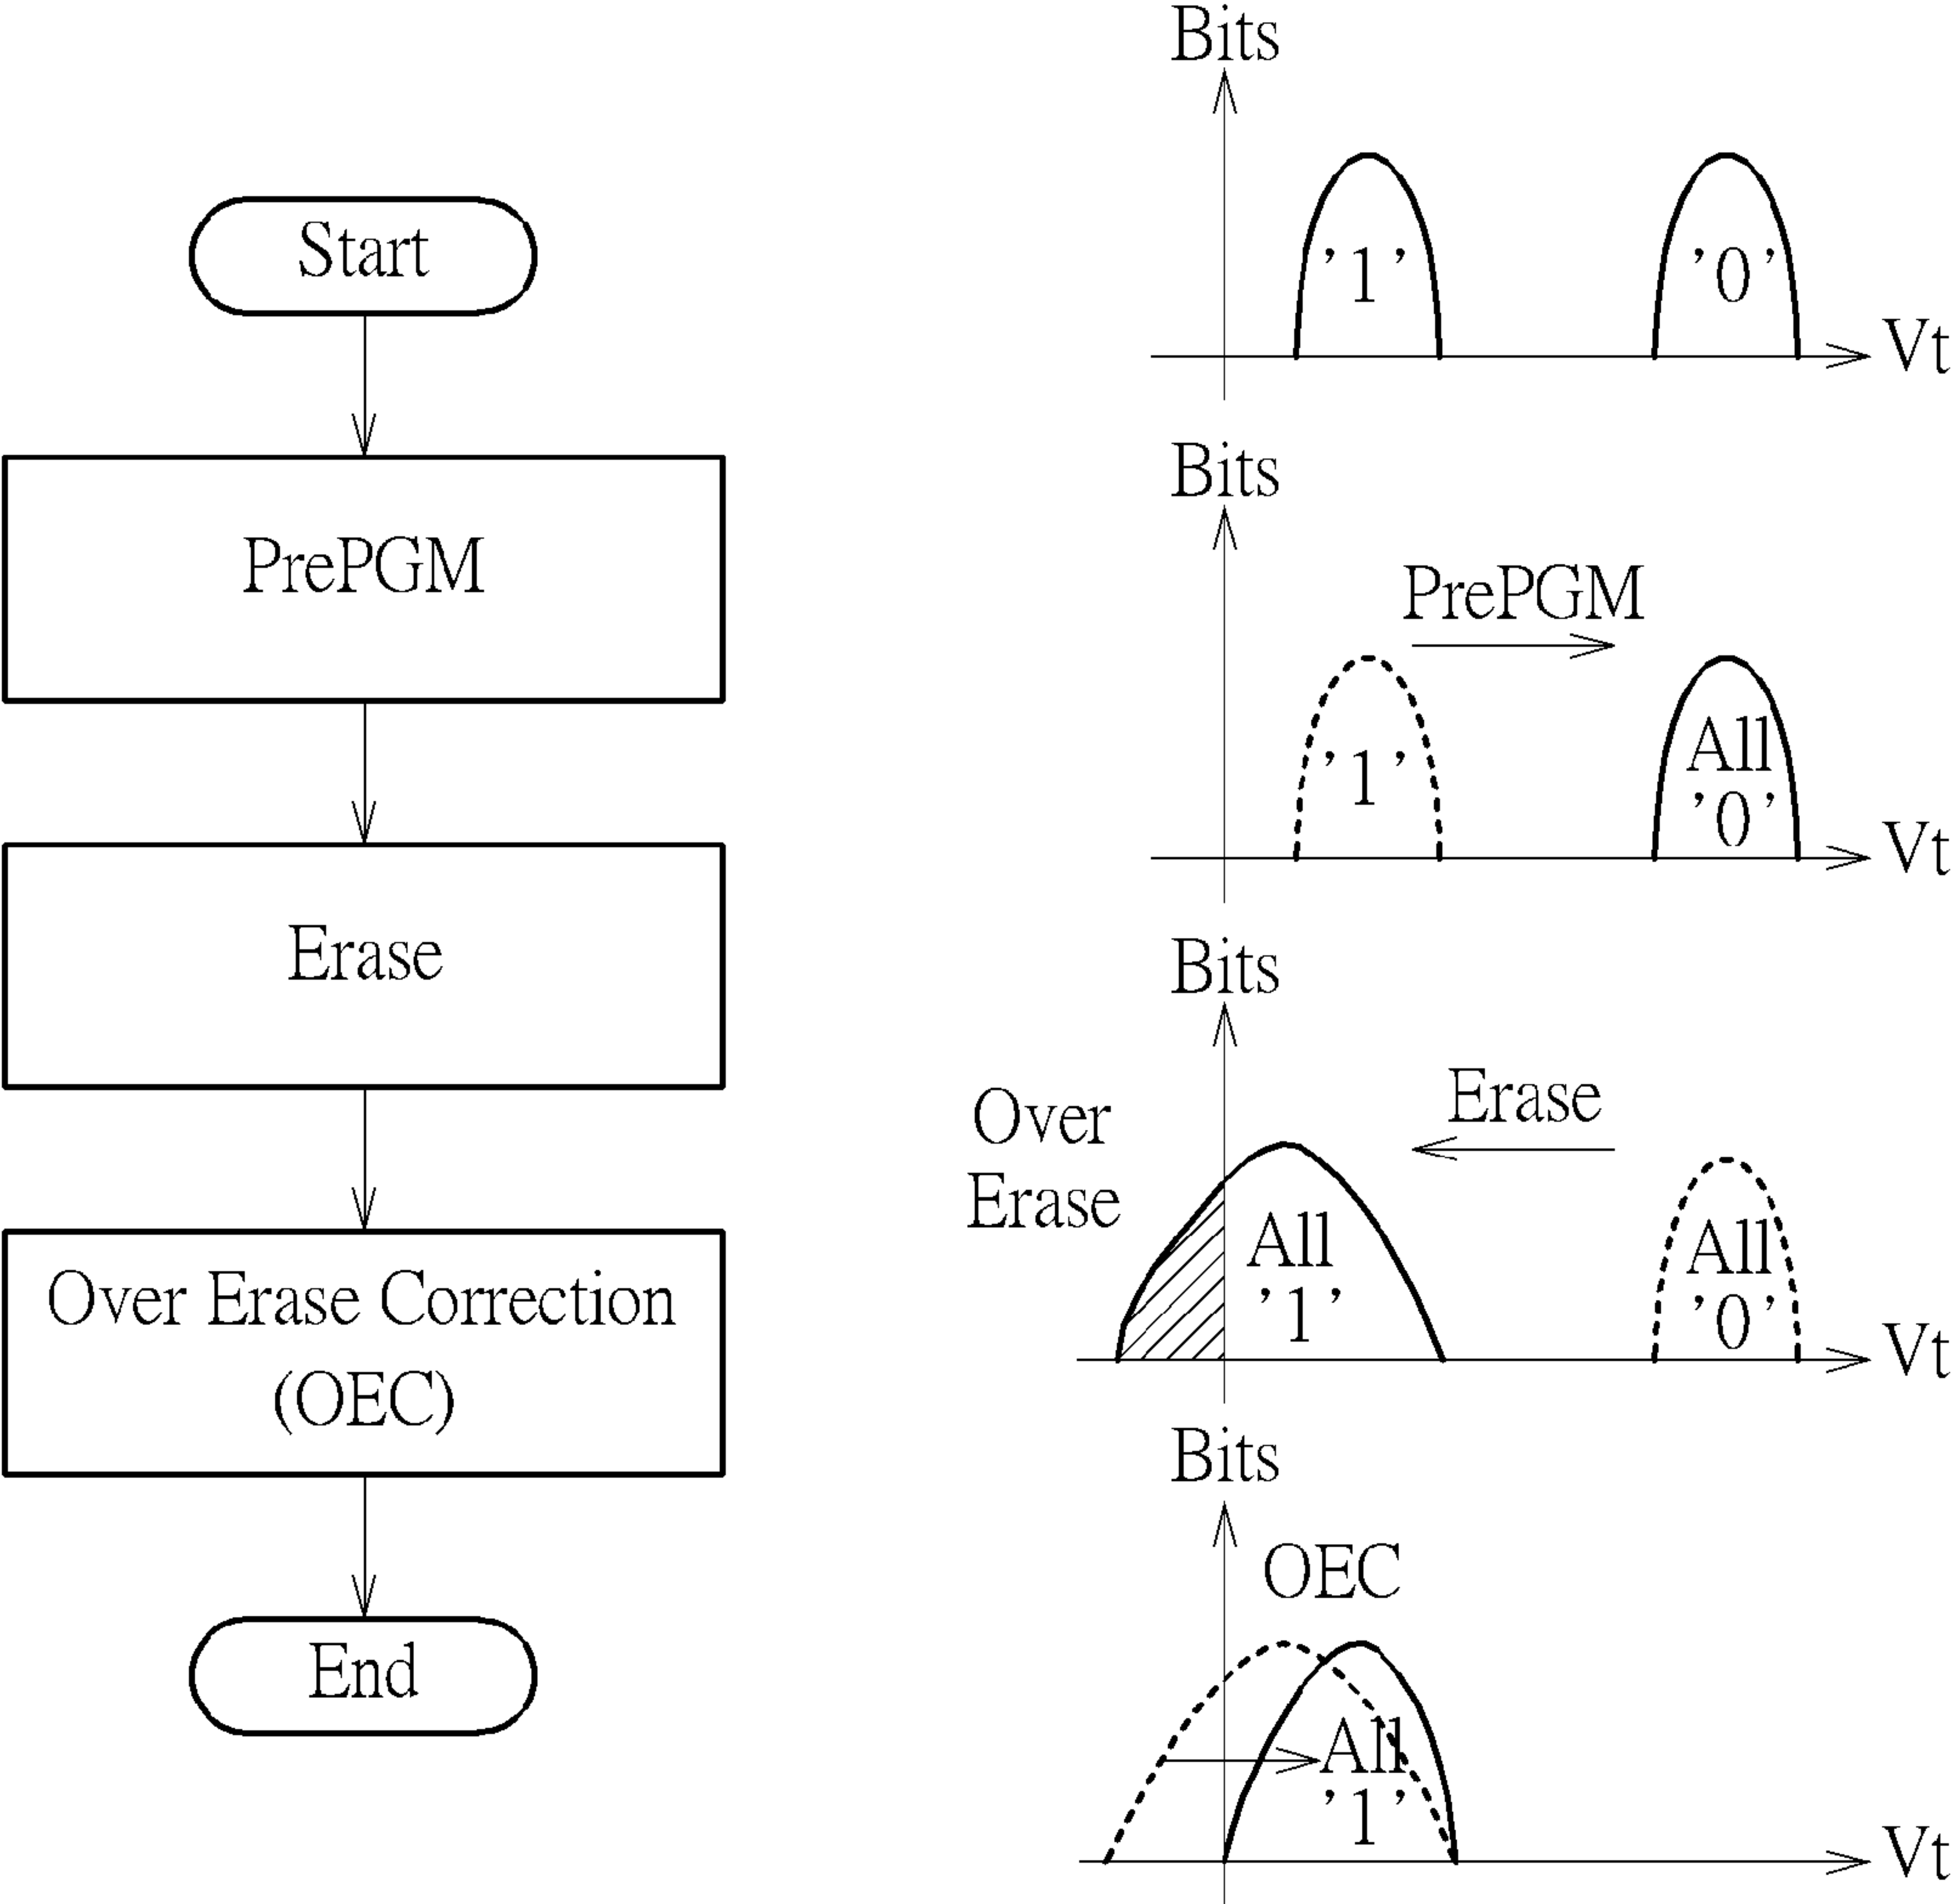 Start
PrePGM
Erase
Over Erase Correction
(OEC)
End
Bits
'1'
'0'
Vt
Bits
PrePGM
'1'
All
'0'
Vt
Bits
Over
Erase
Erase
All
'1'
All
'0'
Vt
Bits
OEC
All
'1'
Vt